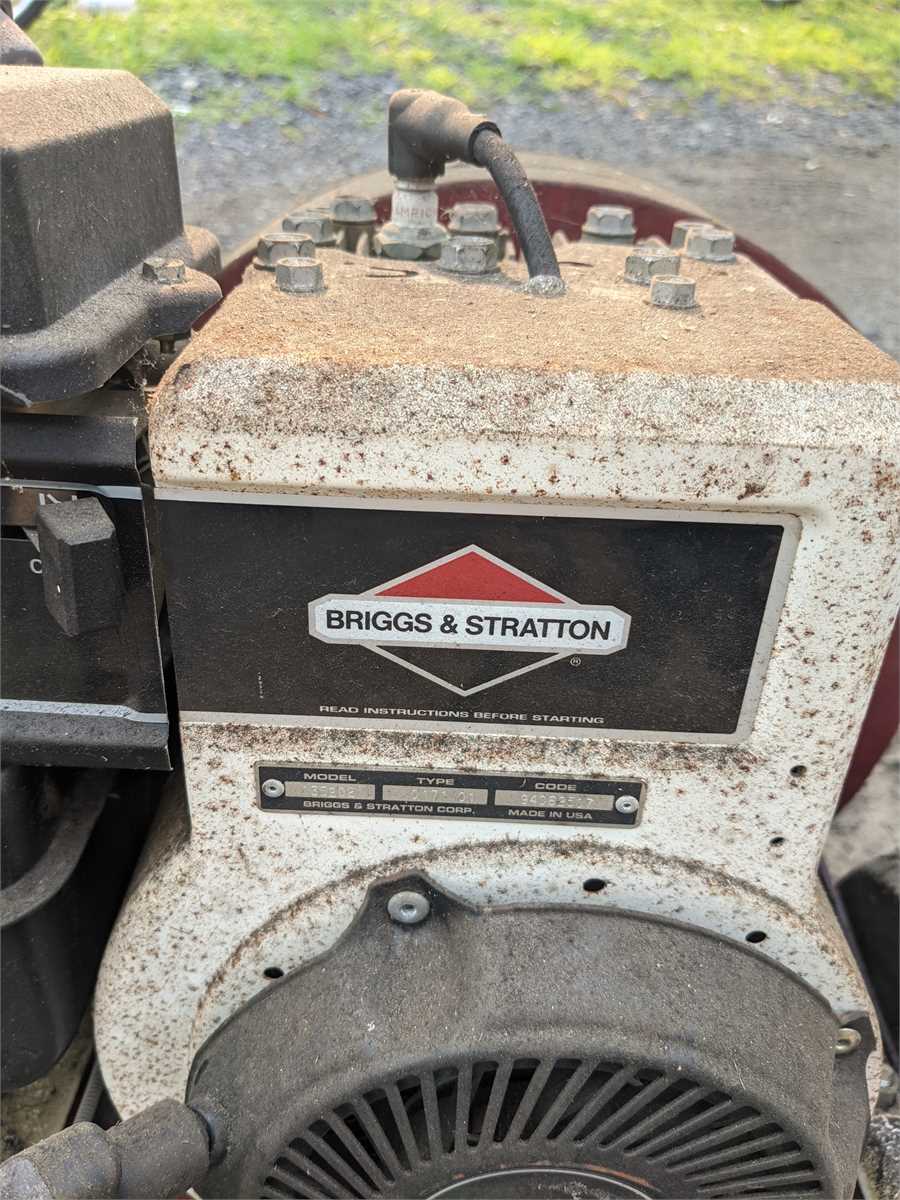 BRIGGS & STRATTON
®
READ INSTRUCTIONS BEFORE STARTING
MODEL TYPE CODE
BRIGGS & STRATTON CORP. MADE IN USA